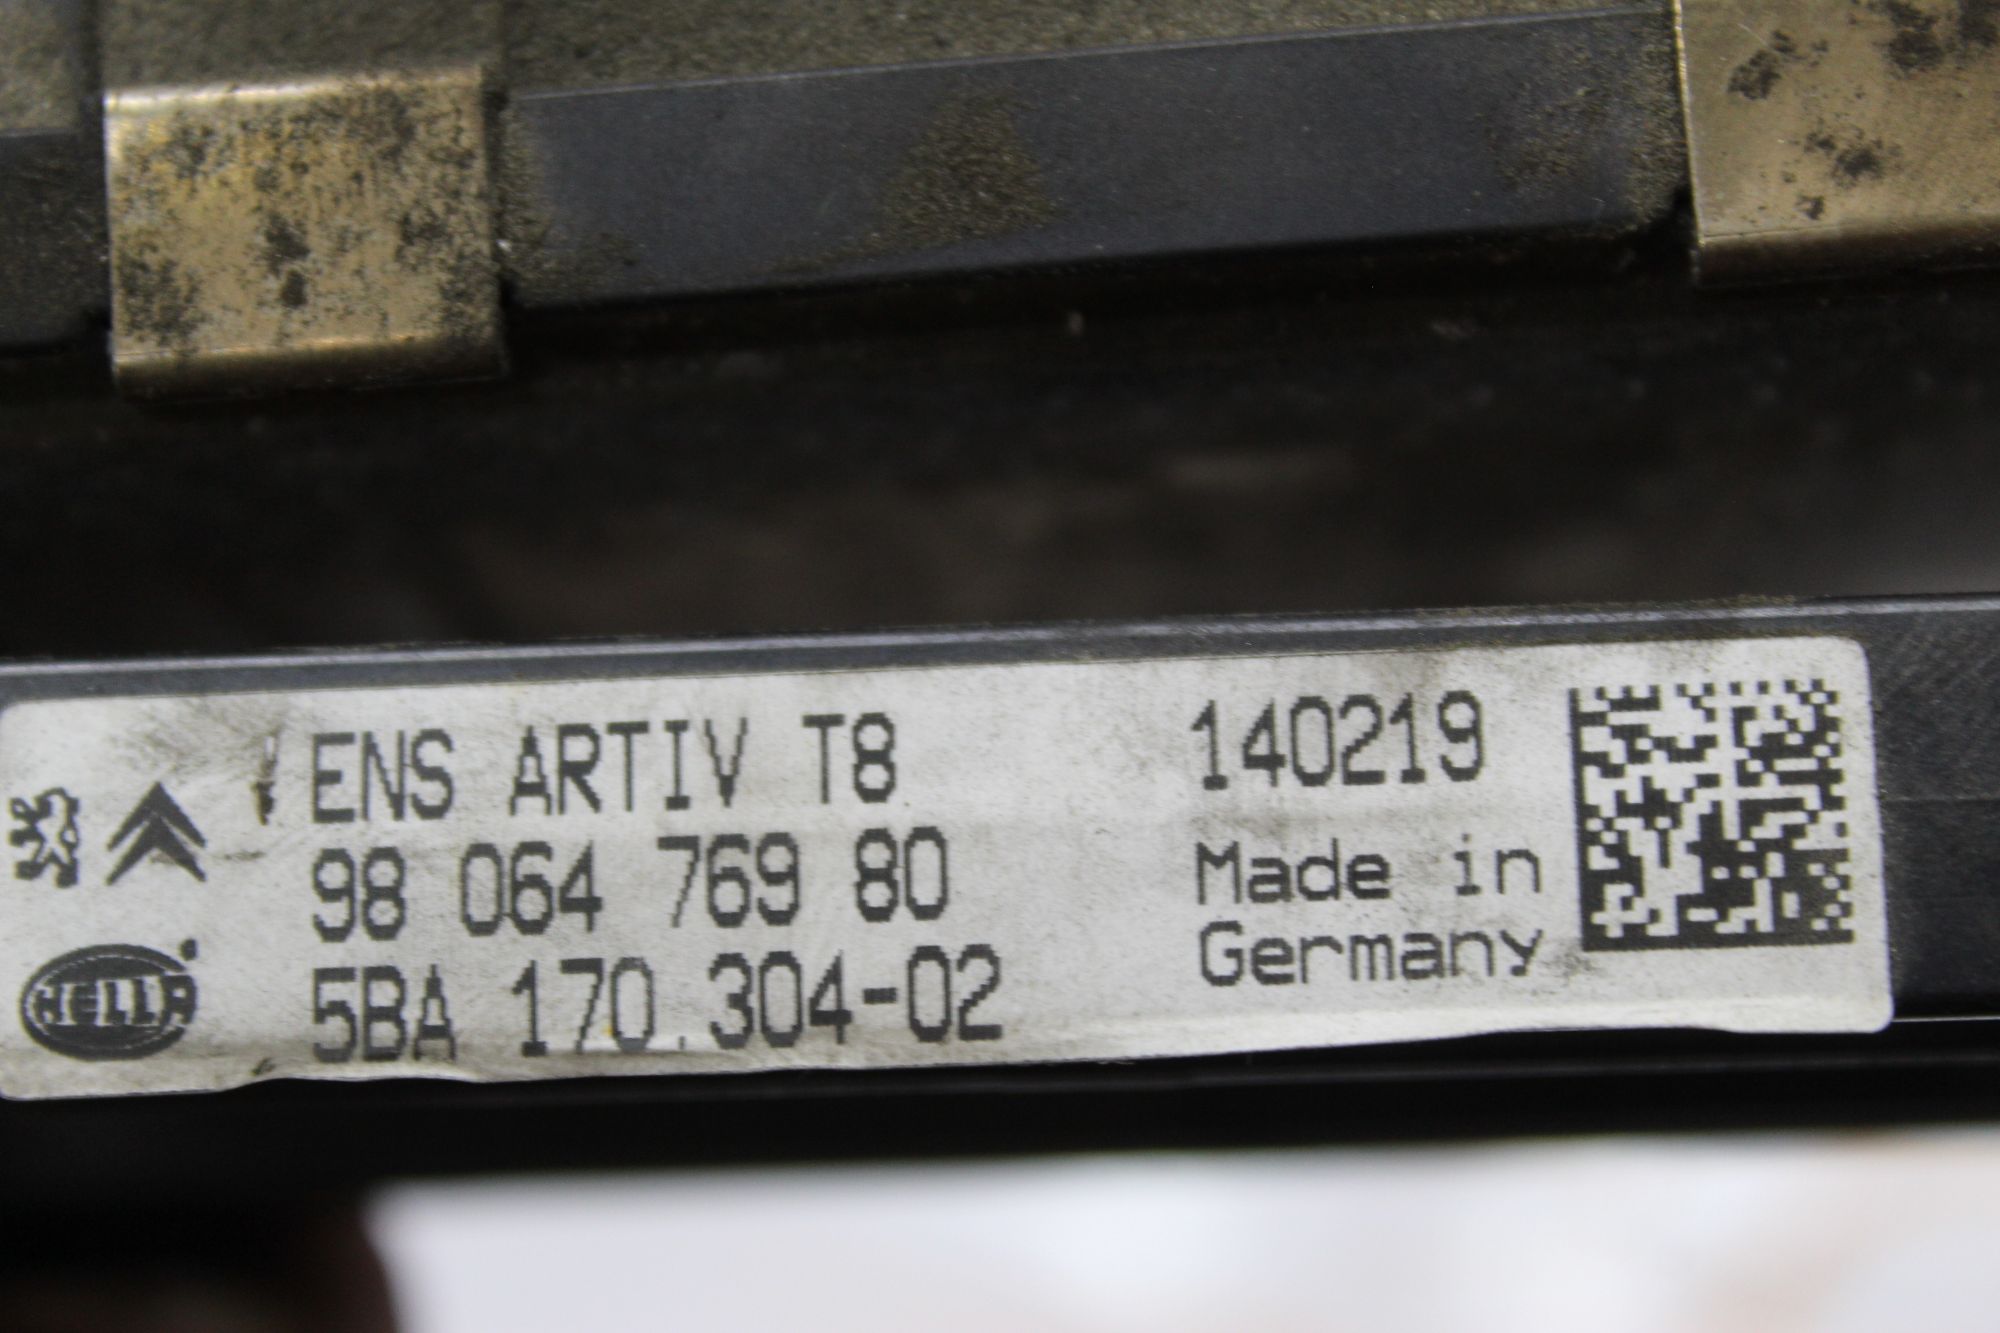 ENS ARTIV T8
98 064 769 80
5BA 170.304-02
140219
Made in
Germany
HELLA